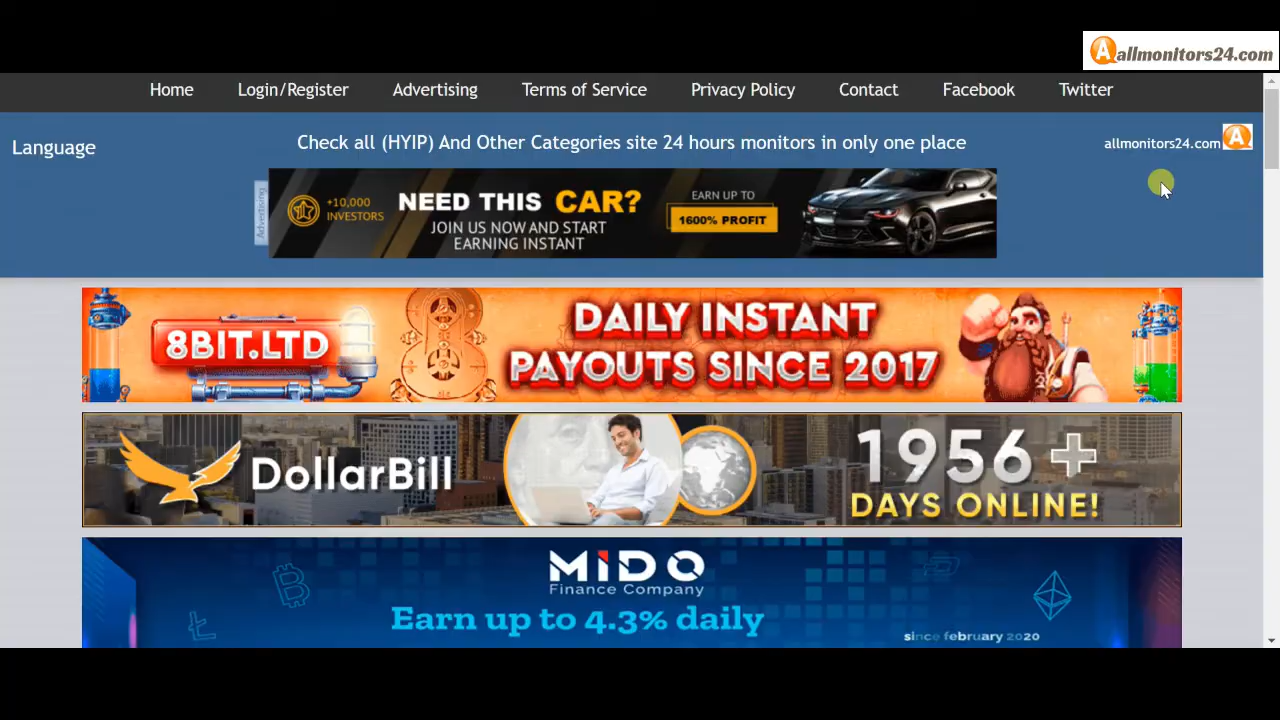 allmonitors24.com
Home Login/Register Advertising Terms of Service Privacy Policy Contact Facebook Twitter
Language
Check all (HYIP) And Other Categories site 24 hours monitors in only one place
allmonitors24.com
Advertising
+10,000
INVESTORS
NEED THIS CAR?
JOIN US NOW AND START
EARNING INSTANT
EARN UP TO
1600% PROFIT
8BIT.LTD
DAILY INSTANT
PAYOUTS SINCE 2017
DollarBill
1956 +
DAYS ONLINE!
MIDO
Finance Company
Earn up to 4.3% daily
since february 2020